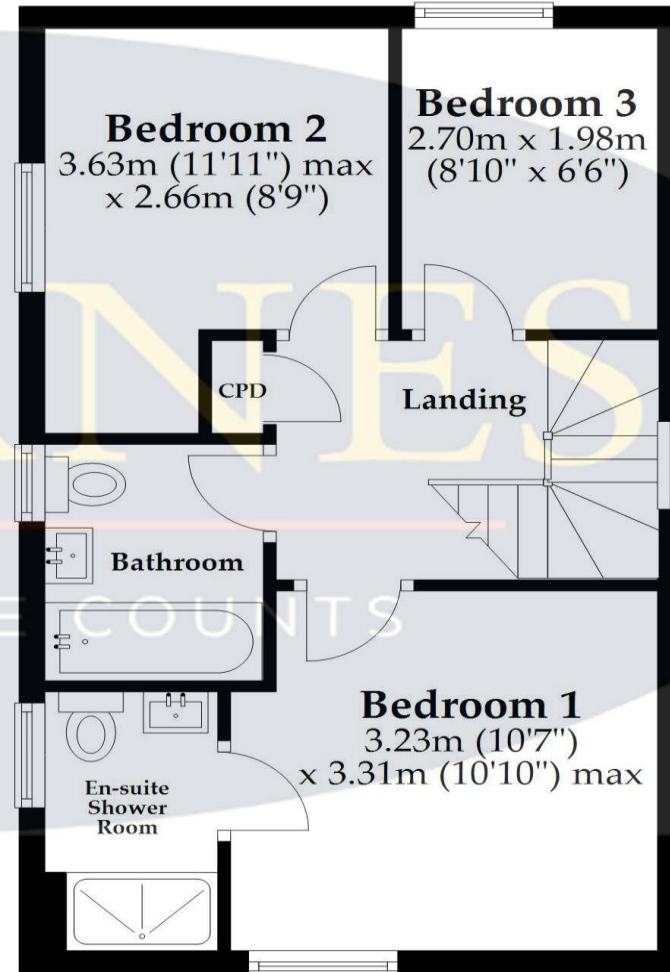 Bedroom 2
3.63m (11'11") max
x 2.66m (8'9")
Bedroom 3
2.70m x 1.98m
(8'10" x 6'6")
CPD
Landing
NES
Bathroom
E COUNTS
Bedroom 1
3.23m (10'7")
x 3.31m (10'10") max
En-suite
Shower
Room